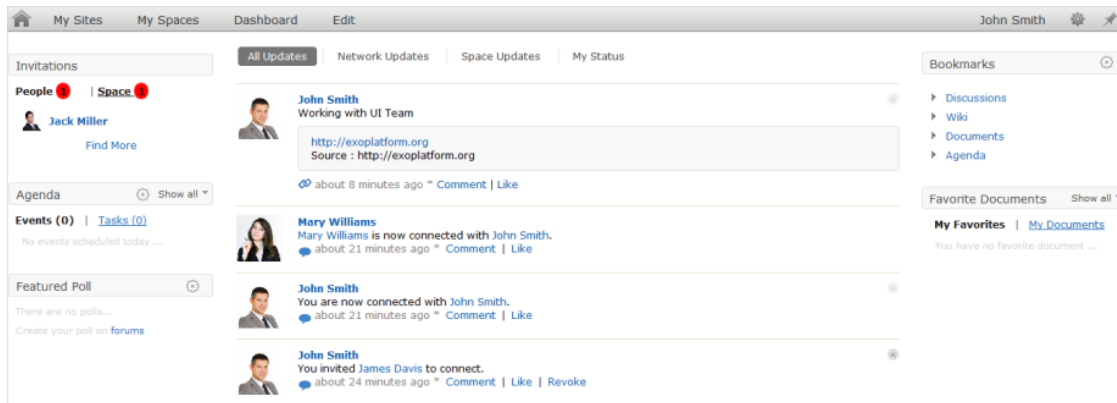 My Sites My Spaces Dashboard Edit John Smith
Invitations
People 1 | Space 1
Jack Miller
Find More
Agenda Show all
Events (0) | Tasks (0)
No events scheduled today ...
Featured Poll
There are no polls...
Create your poll on forums
All Updates | Network Updates | Space Updates | My Status
John Smith
Working with UI Team
http://exoplatform.org
Source : http://exoplatform.org
about 8 minutes ago * Comment | Like
Mary Williams
Mary Williams is now connected with John Smith.
about 21 minutes ago * Comment | Like
John Smith
You are now connected with John Smith.
about 21 minutes ago * Comment | Like
John Smith
You invited James Davis to connect.
about 24 minutes ago * Comment | Like | Revoke
Bookmarks
Discussions
Wiki
Documents
Agenda
Favorite Documents Show all
My Favorites | My Documents
You have no favorite document ...